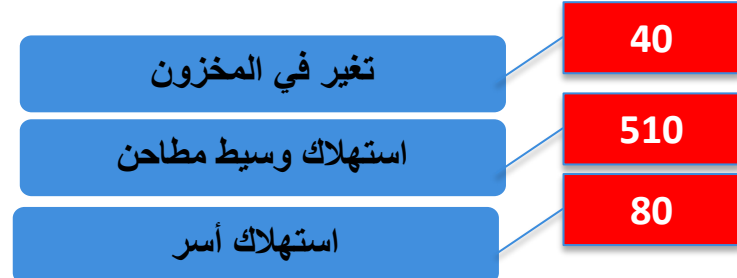 40
تغير في المخزون
510
استهلاك وسيط مطاحن
80
استهلاك أسر